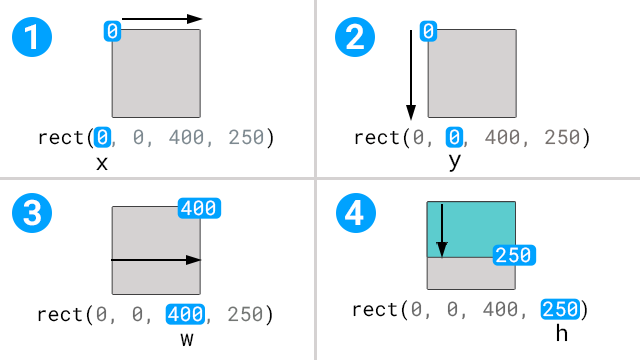 1
0
rect(0, 0, 400, 250)
x
2
0
rect(0, 0, 400, 250)
y
3
400
rect(0, 0, 400, 250)
w
4
250
rect(0, 0, 400, 250)
h